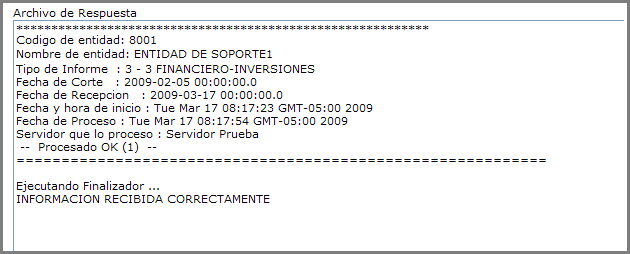 Archivo de Respuesta
***********************************************************
Codigo de entidad: 8001
Nombre de entidad: ENTIDAD DE SOPORTE1
Tipo de Informe  : 3 - 3 FINANCIERO-INVERSIONES
Fecha de Corte   : 2009-02-05 00:00:00.0
Fecha de Recepcion   : 2009-03-17 00:00:00.0
Fecha y hora de inicio : Tue Mar 17 08:17:23 GMT-05:00 2009
Fecha de Proceso : Tue Mar 17 08:17:54 GMT-05:00 2009
Servidor que lo proceso : Servidor Prueba
--  Procesado OK (1)  --
===========================================================
Ejecutando Finalizador ...
INFORMACION RECIBIDA CORRECTAMENTE